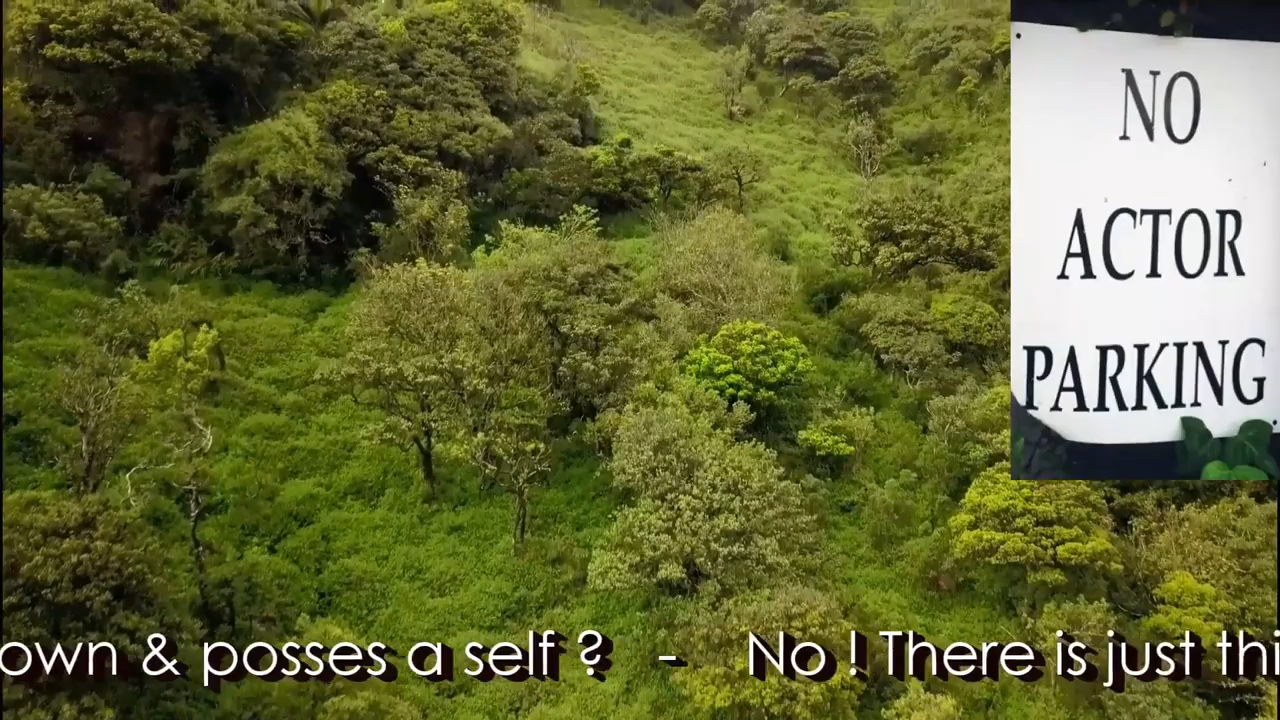 NO
ACTOR
PARKING
own & posses a self ? - No ! There is just thi